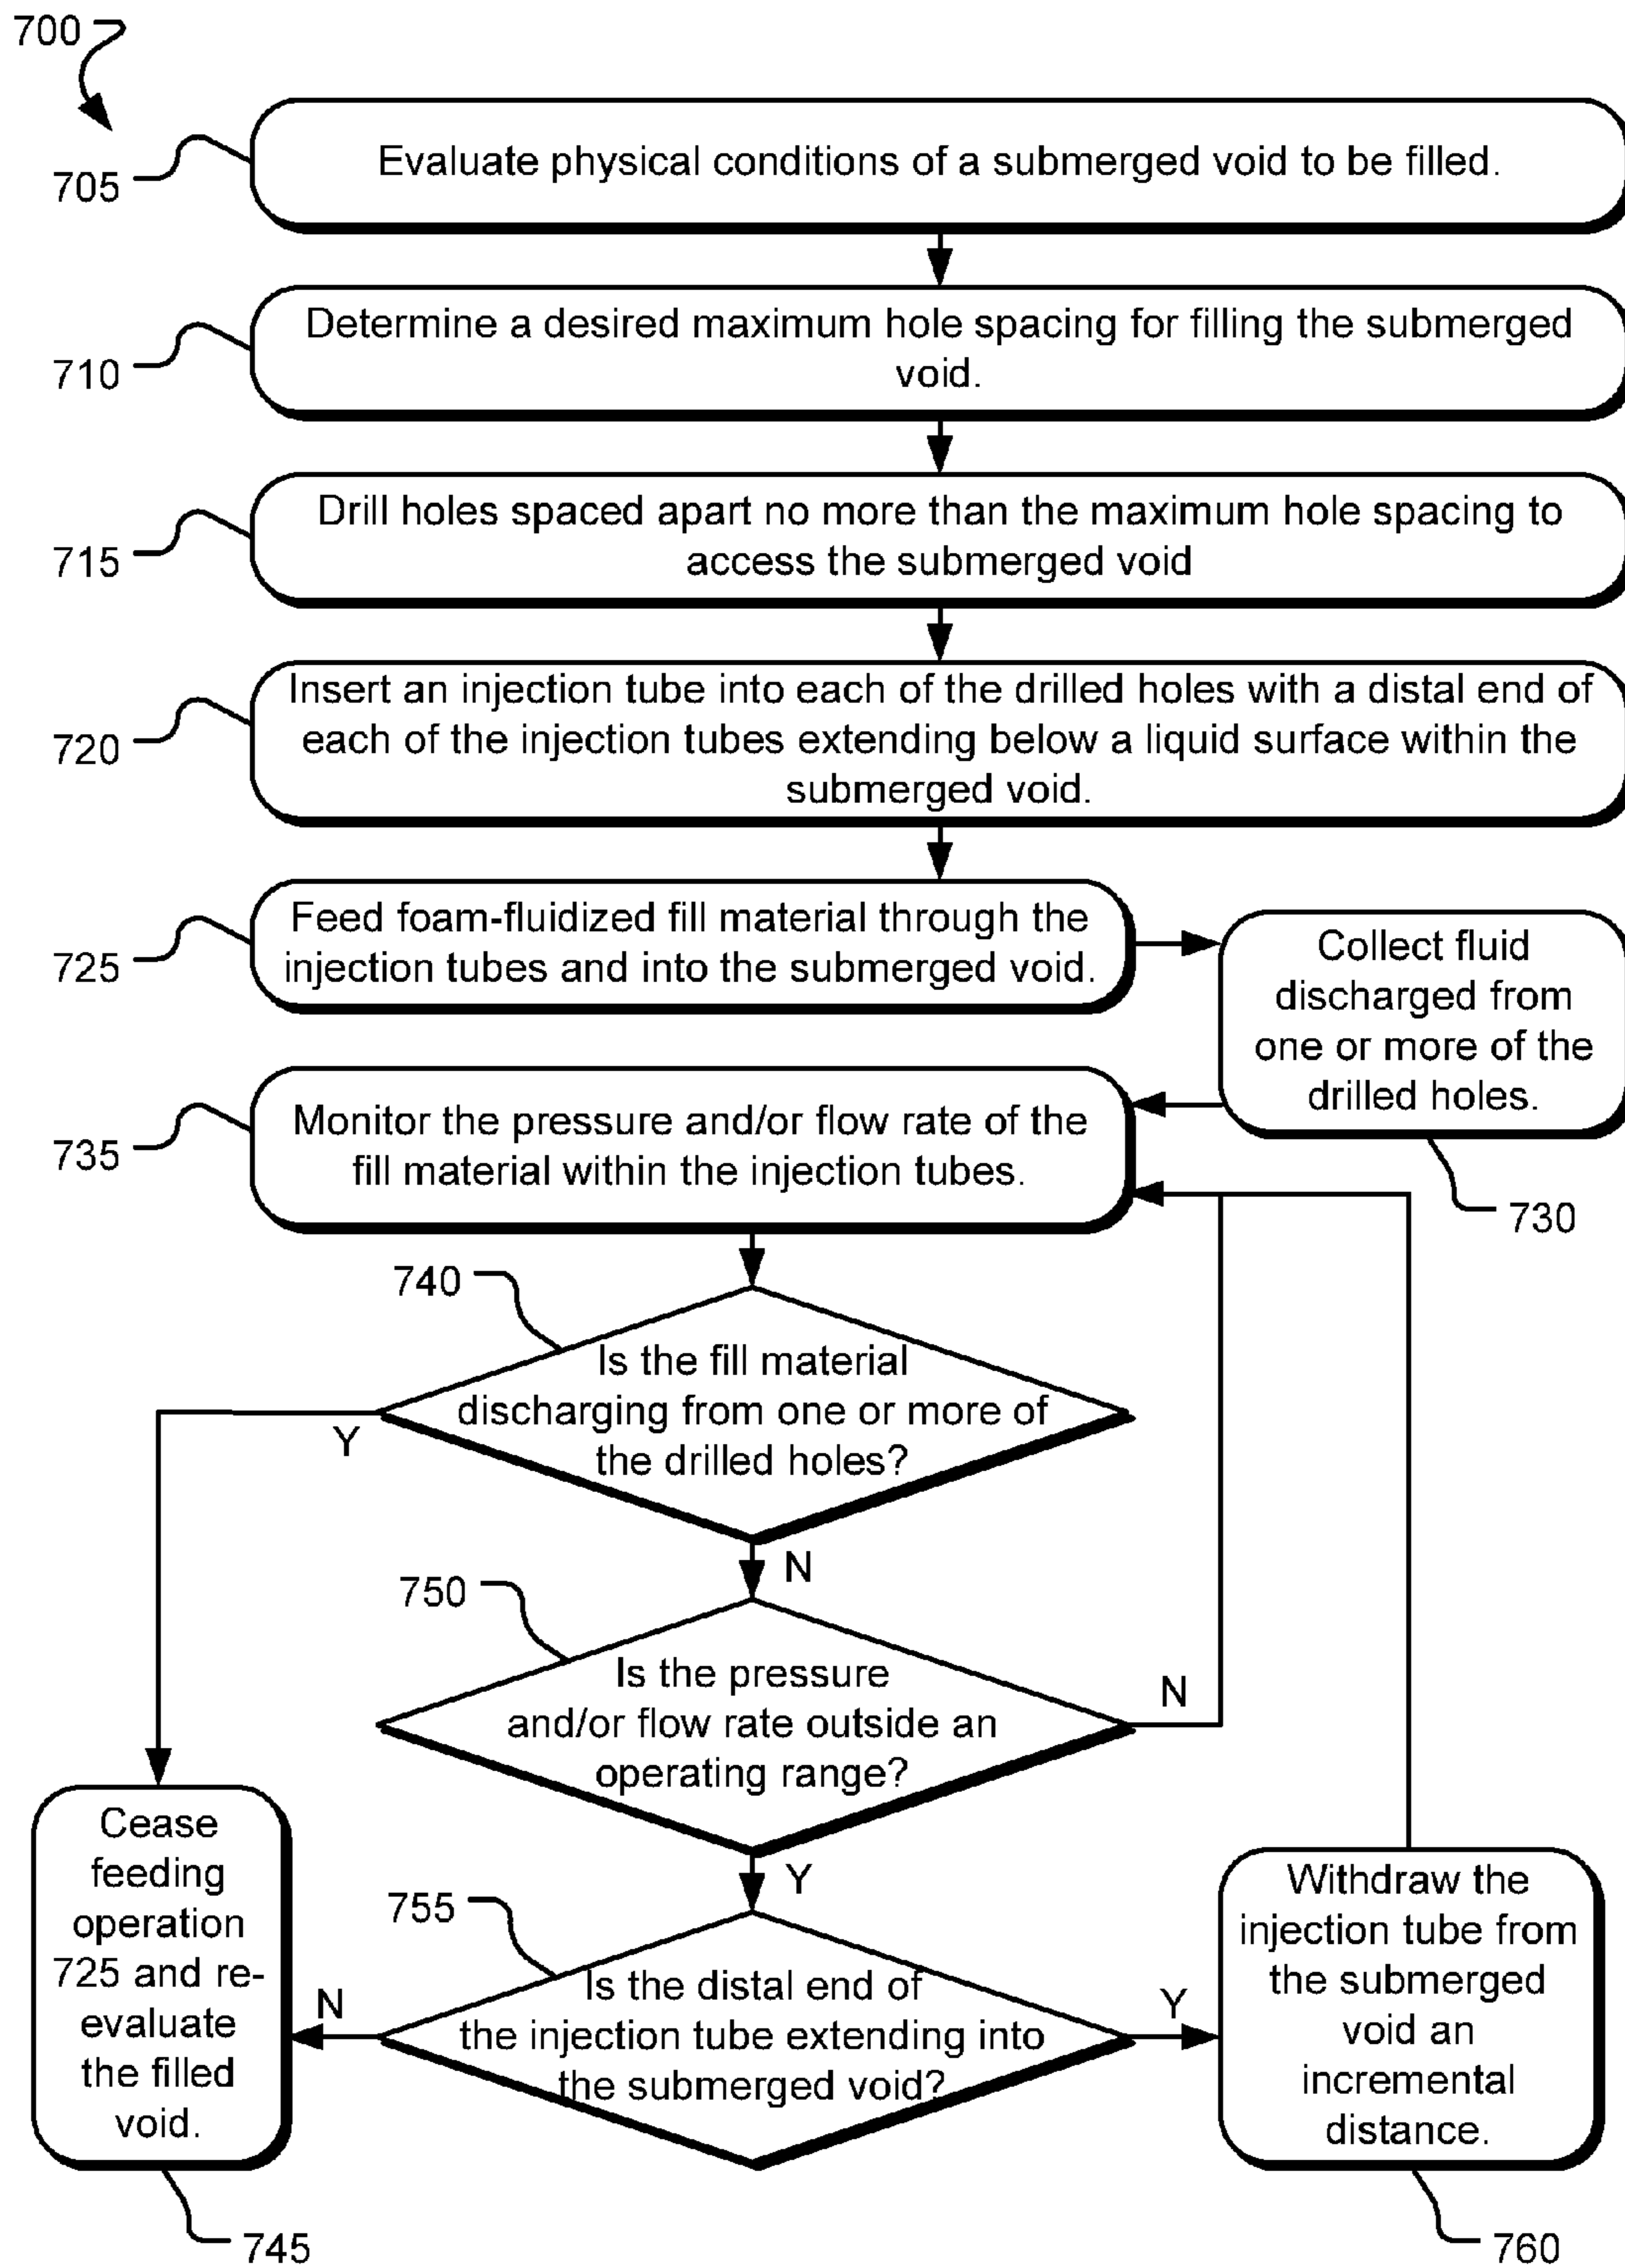 700
705
Evaluate physical conditions of a submerged void to be filled.
710
Determine a desired maximum hole spacing for filling the submerged
void.
715
Drill holes spaced apart no more than the maximum hole spacing to
access the submerged void
720
Insert an injection tube into each of the drilled holes with a distal end of
each of the injection tubes extending below a liquid surface within the
submerged void.
725
Feed foam-fluidized fill material through the
injection tubes and into the submerged void.
Collect fluid
discharged from
one or more of the
drilled holes.
730
735
Monitor the pressure and/or flow rate of the
fill material within the injection tubes.
740
Is the fill material
discharging from one or more of
the drilled holes?
Y
N
750
Is the pressure
and/or flow rate outside an
operating range?
N
Y
755
Is the distal end of
the injection tube extending into
the submerged void?
N
Y
Cease
feeding
operation
725 and re-
evaluate
the filled
void.
745
Withdraw the
injection tube from
the submerged
void an
incremental
distance.
760